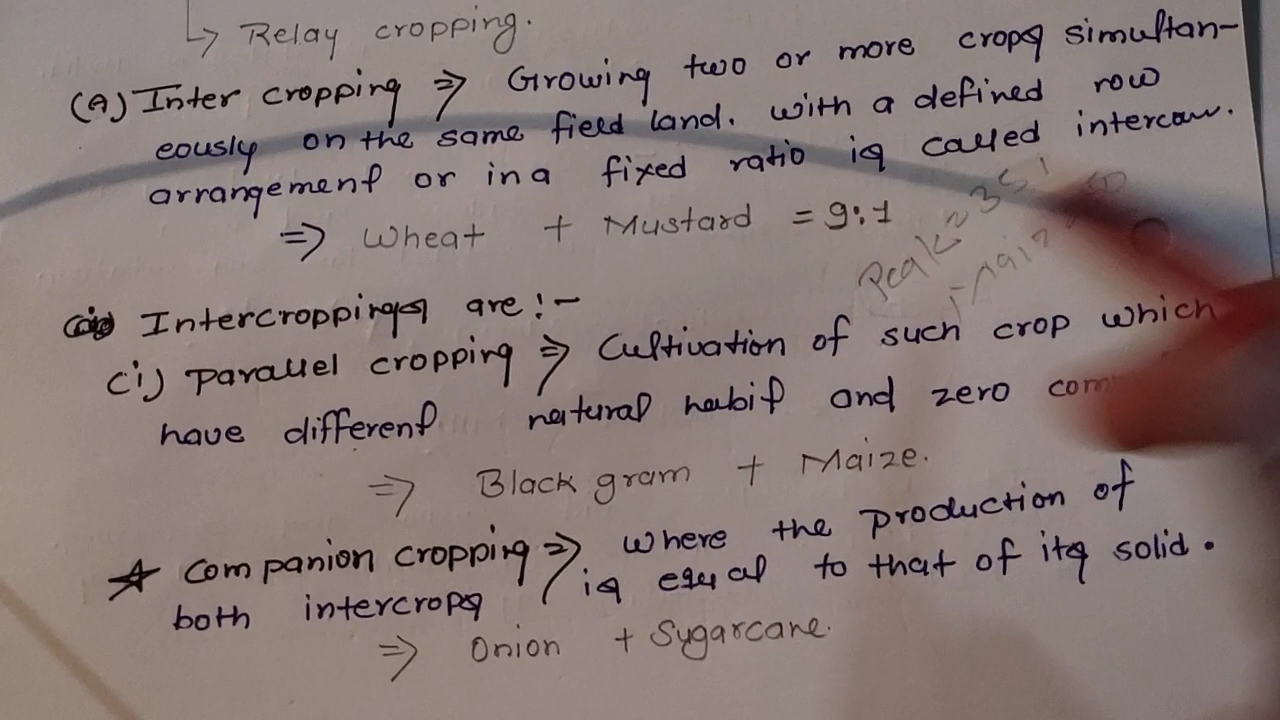 ↳ Relay cropping.
(A) Inter cropping ⇒ Growing two or more crops simultan-
eously on the same field land. with a defined row
arrangement or in a fixed ratio is called intercow.
⇒ Wheat + Mustard = 9:1
Intercroppings are:-
(i) parallel cropping ⇒ Cultivation of such crop which
have different natural habit and zero
⇒ Black gram + Maize.
☆ Companion cropping ⇒ where the production of
both intercrops is equal to that of its solid.
⇒ Onion + Sugarcane.